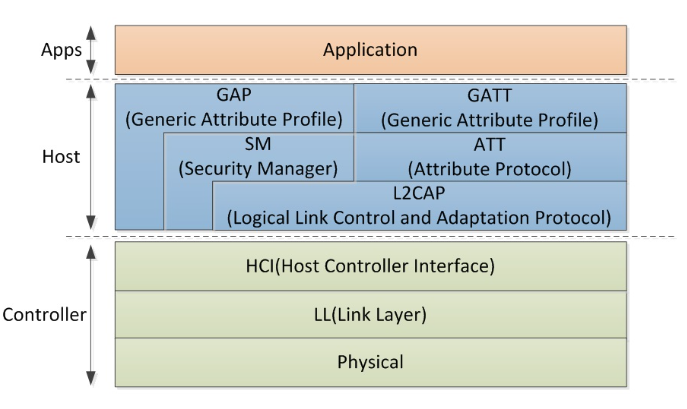 Apps
Application
Host
GAP
(Generic Attribute Profile)
GATT
(Generic Attribute Profile)
SM
(Security Manager)
ATT
(Attribute Protocol)
L2CAP
(Logical Link Control and Adaptation Protocol)
Controller
HCI(Host Controller Interface)
LL(Link Layer)
Physical